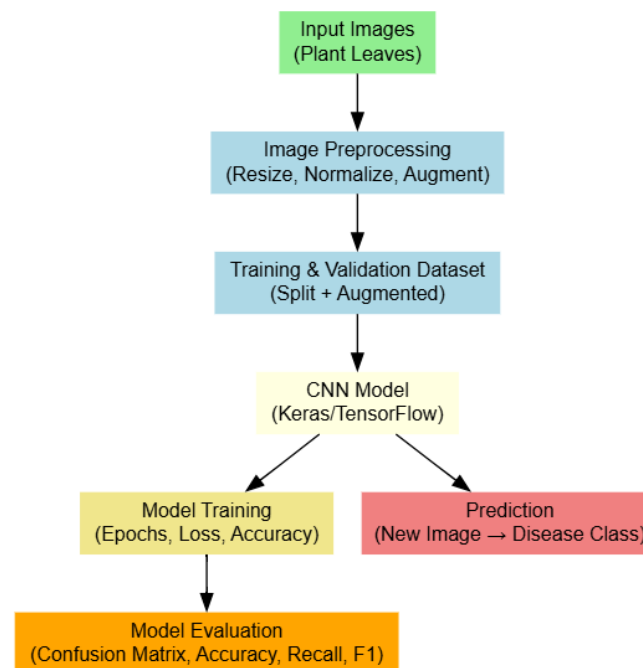 Input Images
(Plant Leaves)
Image Preprocessing
(Resize, Normalize, Augment)
Training & Validation Dataset
(Split + Augmented)
CNN Model
(Keras/TensorFlow)
Model Training
(Epochs, Loss, Accuracy)
Prediction
(New Image → Disease Class)
Model Evaluation
(Confusion Matrix, Accuracy, Recall, F1)